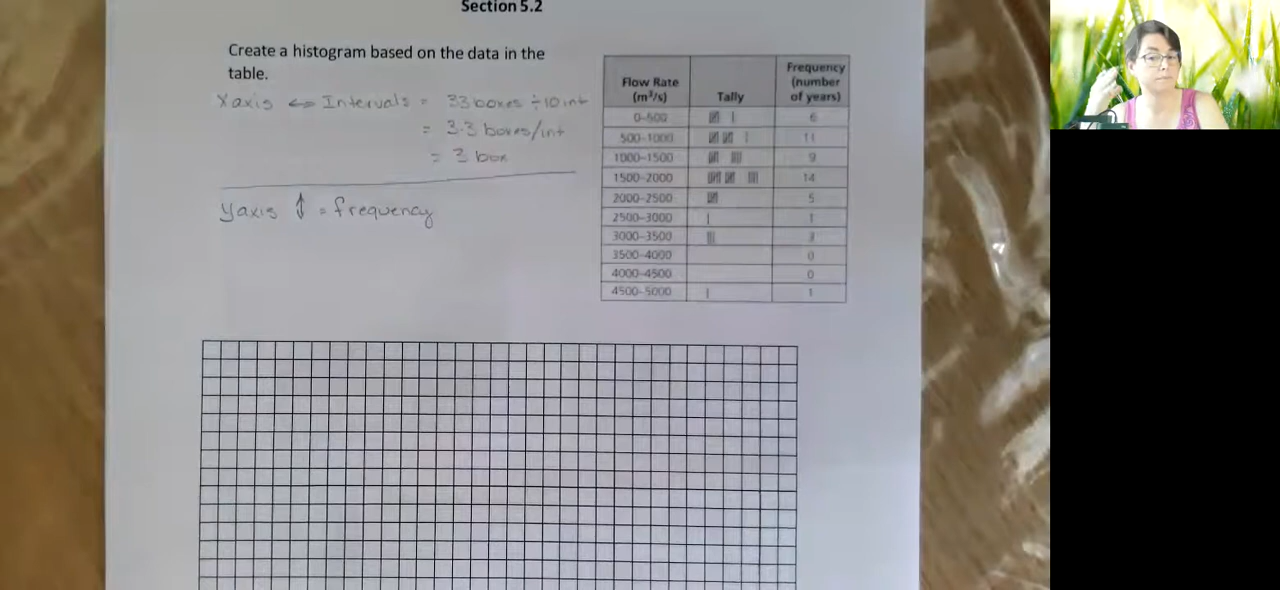 Section 5.2
Create a histogram based on the data in the
table.
x axis ↔ Intervals = 33 boxes ÷ 10 int
= 3.3 boxes/int
= 3 box
y axis ↕ = frequency
Flow Rate (m³/s) Tally Frequency (number of years)
0–500 6
500–1000 11
1000–1500 9
1500–2000 14
2000–2500 5
2500–3000 1
3000–3500 3
3500–4000 0
4000–4500 0
4500–5000 1